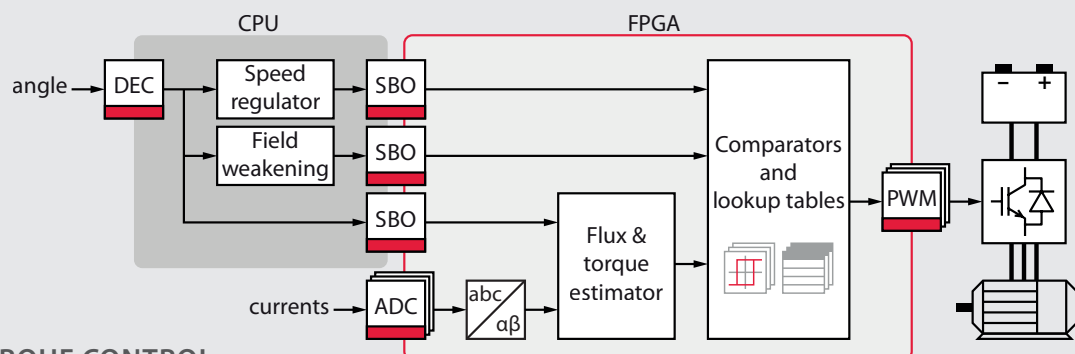 CPU
FPGA
angle
DEC
Speed
regulator
SBO
Field
weakening
SBO
SBO
Comparators
and
lookup tables
PWM
− +
Flux &
torque
estimator
currents
ADC
abc
αβ